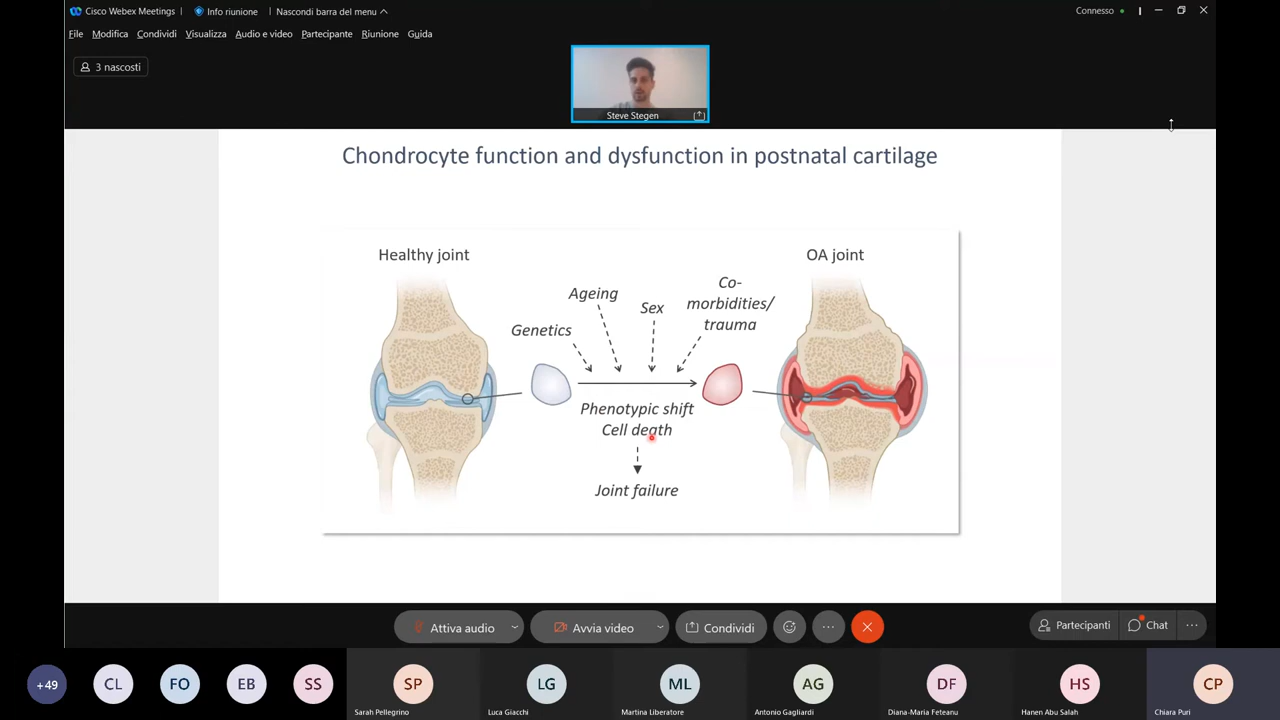 Cisco Webex Meetings
Info riunione
Nascondi barra del menu
Connesso
File Modifica Condividi Visualizza Audio e video Partecipante Riunione Guida
3 nascosti
Steve Stegen
Chondrocyte function and dysfunction in postnatal cartilage
Healthy joint
OA joint
Genetics
Ageing
Sex
Co-
morbidities/
trauma
Phenotypic shift
Cell death
Joint failure
Attiva audio
Avvia video
Condividi
Partecipanti
Chat
+49
CL
FO
EB
SS
SP
Sarah Pellegrino
LG
Luca Giacchi
ML
Martina Liberatore
AG
Antonio Gagliardi
DF
Diana-Maria Feteanu
HS
Hanen Abu Salah
CP
Chiara Puri